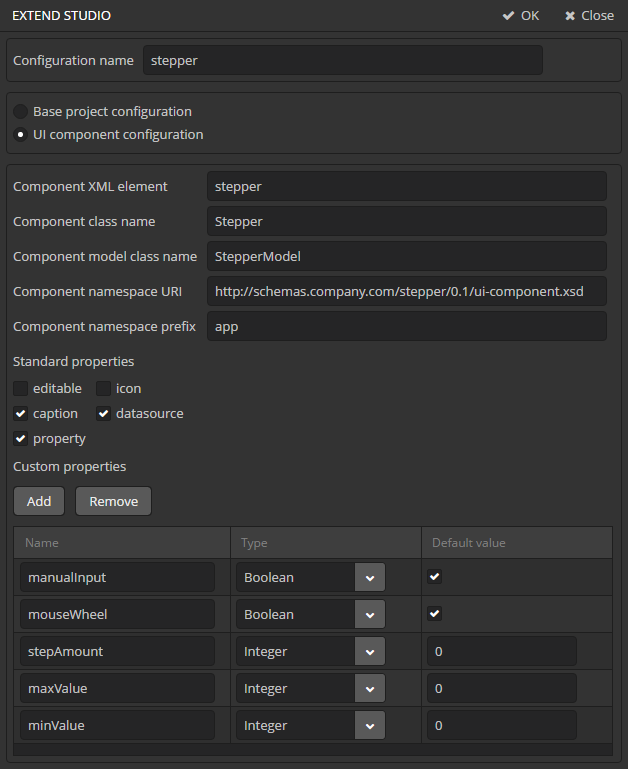 EXTEND STUDIO OK Close
Configuration name stepper
Base project configuration
UI component configuration
Component XML element stepper
Component class name Stepper
Component model class name StepperModel
Component namespace URI http://schemas.company.com/stepper/0.1/ui-component.xsd
Component namespace prefix app
Standard properties
editable icon
caption datasource
property
Custom properties
Add Remove
Name Type Default value
manualInput Boolean
mouseWheel Boolean
stepAmount Integer 0
maxValue Integer 0
minValue Integer 0